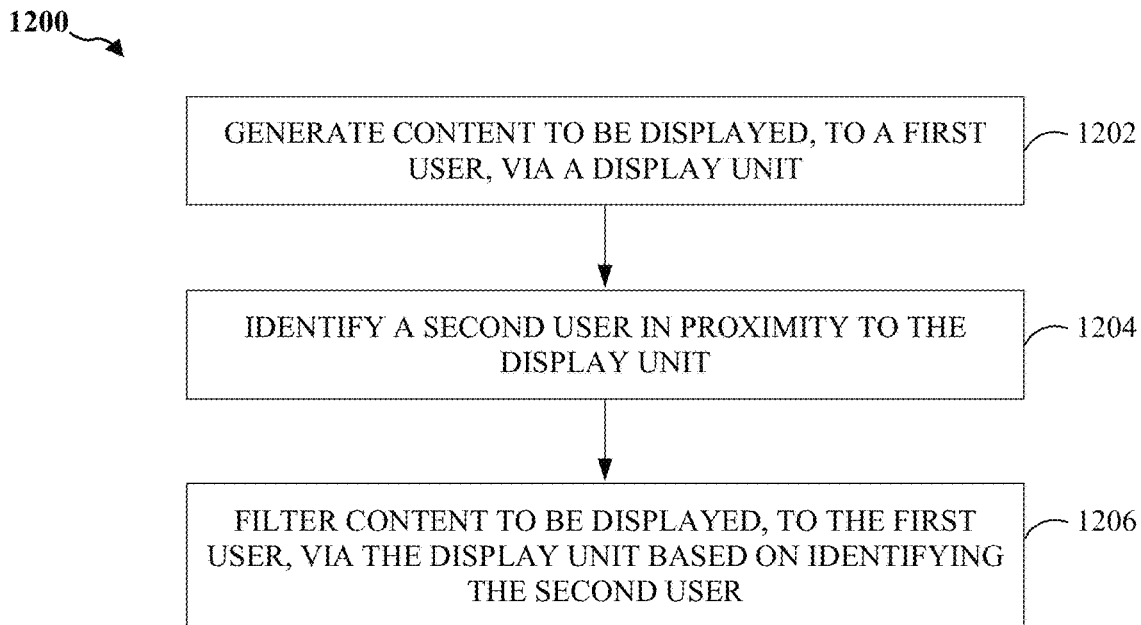 1200
GENERATE CONTENT TO BE DISPLAYED, TO A FIRST
USER, VIA A DISPLAY UNIT
1202
IDENTIFY A SECOND USER IN PROXIMITY TO THE
DISPLAY UNIT
1204
FILTER CONTENT TO BE DISPLAYED, TO THE FIRST
USER, VIA THE DISPLAY UNIT BASED ON IDENTIFYING
THE SECOND USER
1206